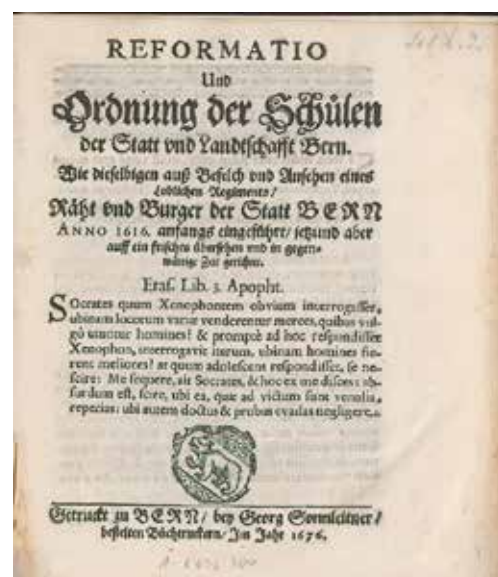 REFORMATIO
Und
Ordnung der Schůlen
der Statt vnd Landtschafft Bern.
Wie dieselbigen auß Befelch vnd Ansehen eines
Loblichen Regiments/
Räht vnd Burger der Statt BERN
ANNO 1616. anfangs eingeführt/ jetzund aber
auff ein frisches übersehen vnd in gegen-
wärtige Zeit gerichtet.
Eras. Lib. 3. Apopht.
SOcrates quum Xenophontem obvium interrogasset,
ubinam locorum variæ venderentur merces, quibus vul-
gò utuntur homines? & promptè ad hoc respondisset
Xenophon, interrogavit iterum, ubinam homines fie-
rent meliores? at quum adolescens respondisset, se ne-
scire: Me sequere, ait Socrates, & hoc ex me disces: ab-
surdum est, scire, ubi ea, quæ ad victum sunt venalia,
reperias: ubi autem doctus & probus evadas negligere.
Getruckt zu BERN/ bey Georg Sonnleitner/
bestelten Bůchtruckern/ Im Jahr 1676.